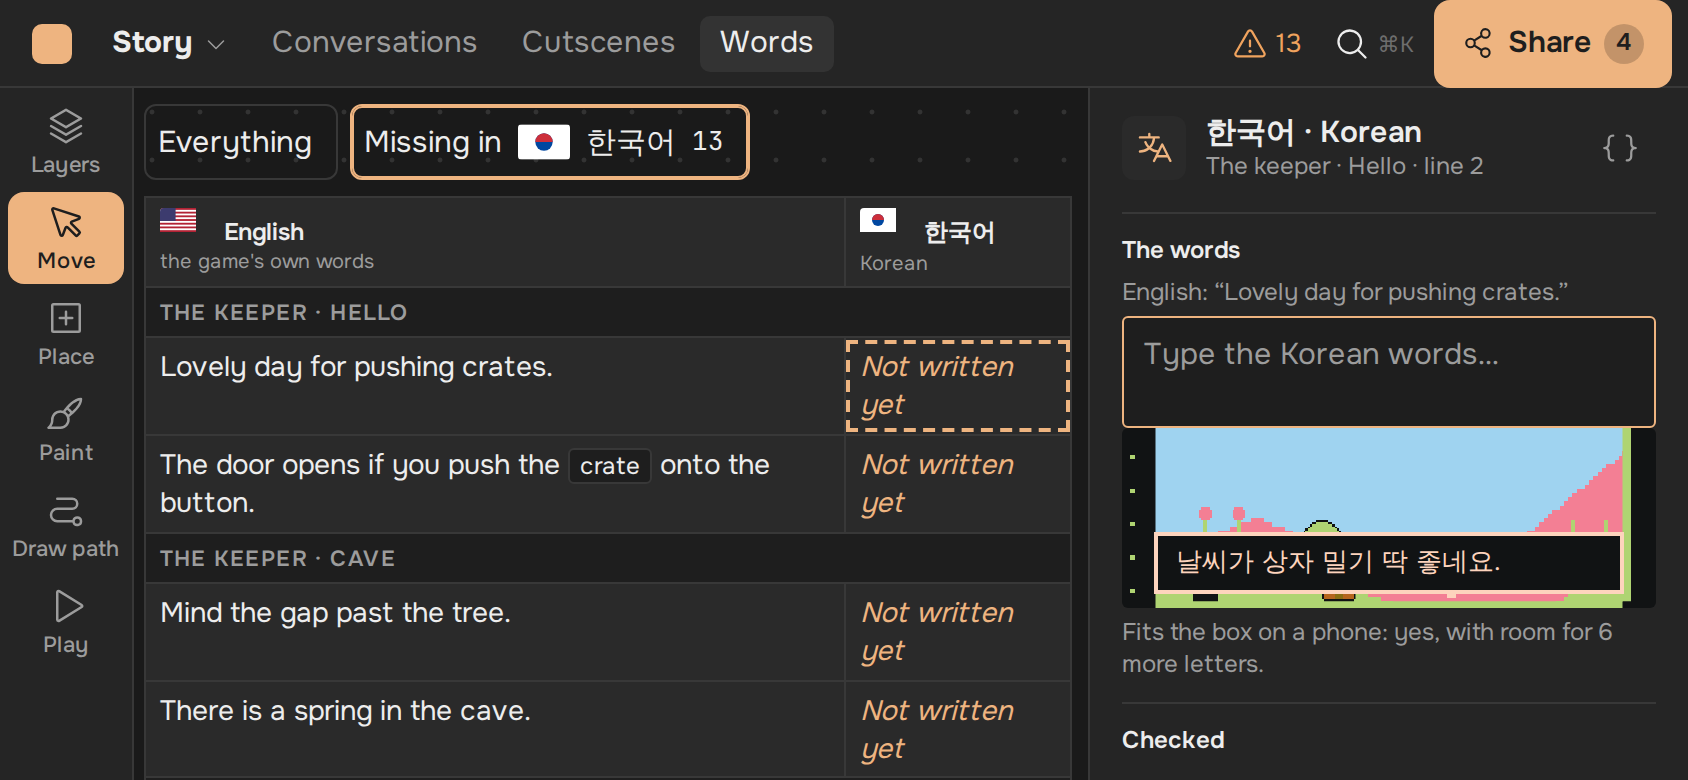 Story Conversations Cutscenes Words 13 ⌘K Share 4
Layers
Move
Place
Paint
Draw path
Play
Everything Missing in 한국어 13
English 한국어
the game's own words Korean
THE KEEPER · HELLO
Lovely day for pushing crates. Not written yet
The door opens if you push the crate onto the button. Not written yet
THE KEEPER · CAVE
Mind the gap past the tree. Not written yet
There is a spring in the cave. Not written yet
한국어 · Korean
The keeper · Hello · line 2
{ }
The words
English: “Lovely day for pushing crates.”
Type the Korean words...
날씨가 상자 밀기 딱 좋네요.
Fits the box on a phone: yes, with room for 6
more letters.
Checked